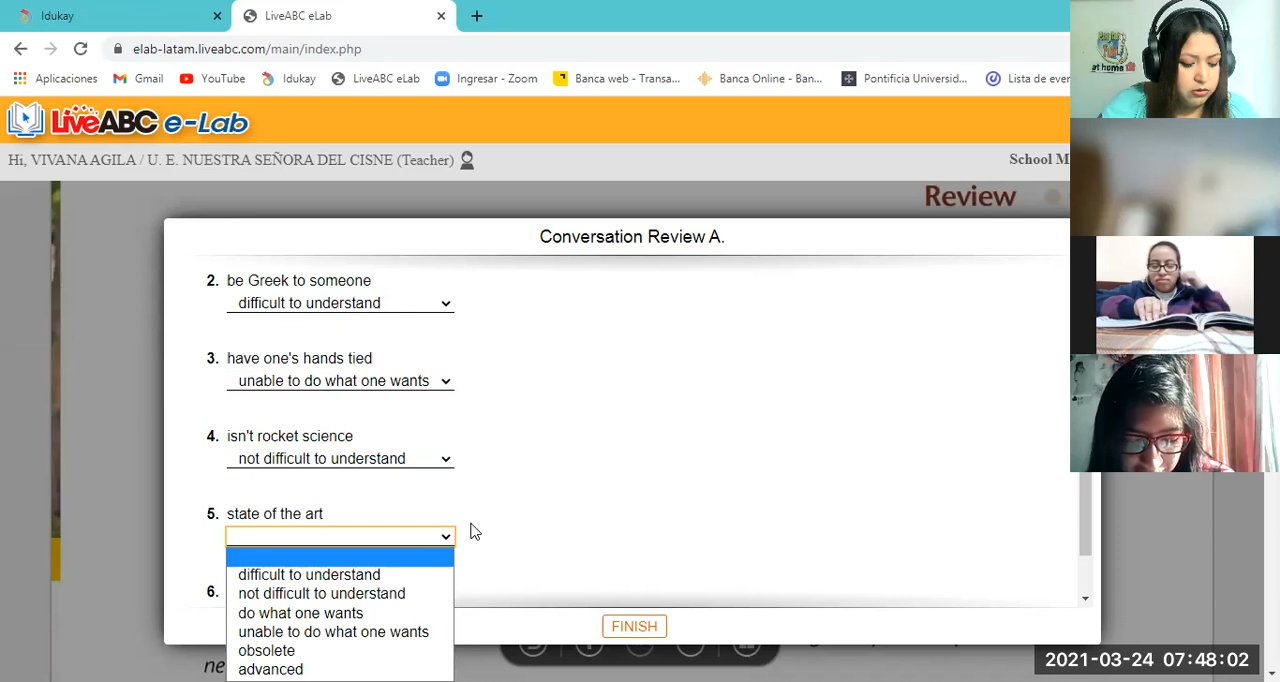 Idukay
LiveABC eLab
elab-latam.liveabc.com/main/index.php
Aplicaciones
Gmail
YouTube
Idukay
LiveABC eLab
Ingresar - Zoom
Banca web - Transa...
Banca Online - Ban...
Pontificia Universid...
Lista de ever
at home
LiveABC e-Lab
Hi, VIVANA AGILA / U. E. NUESTRA SEÑORA DEL CISNE (Teacher)
School M
Review
Conversation Review A.
2. be Greek to someone
difficult to understand
3. have one's hands tied
unable to do what one wants
4. isn't rocket science
not difficult to understand
5. state of the art
difficult to understand
not difficult to understand
do what one wants
unable to do what one wants
obsolete
advanced
6.
FINISH
ne
2021-03-24 07:48:02